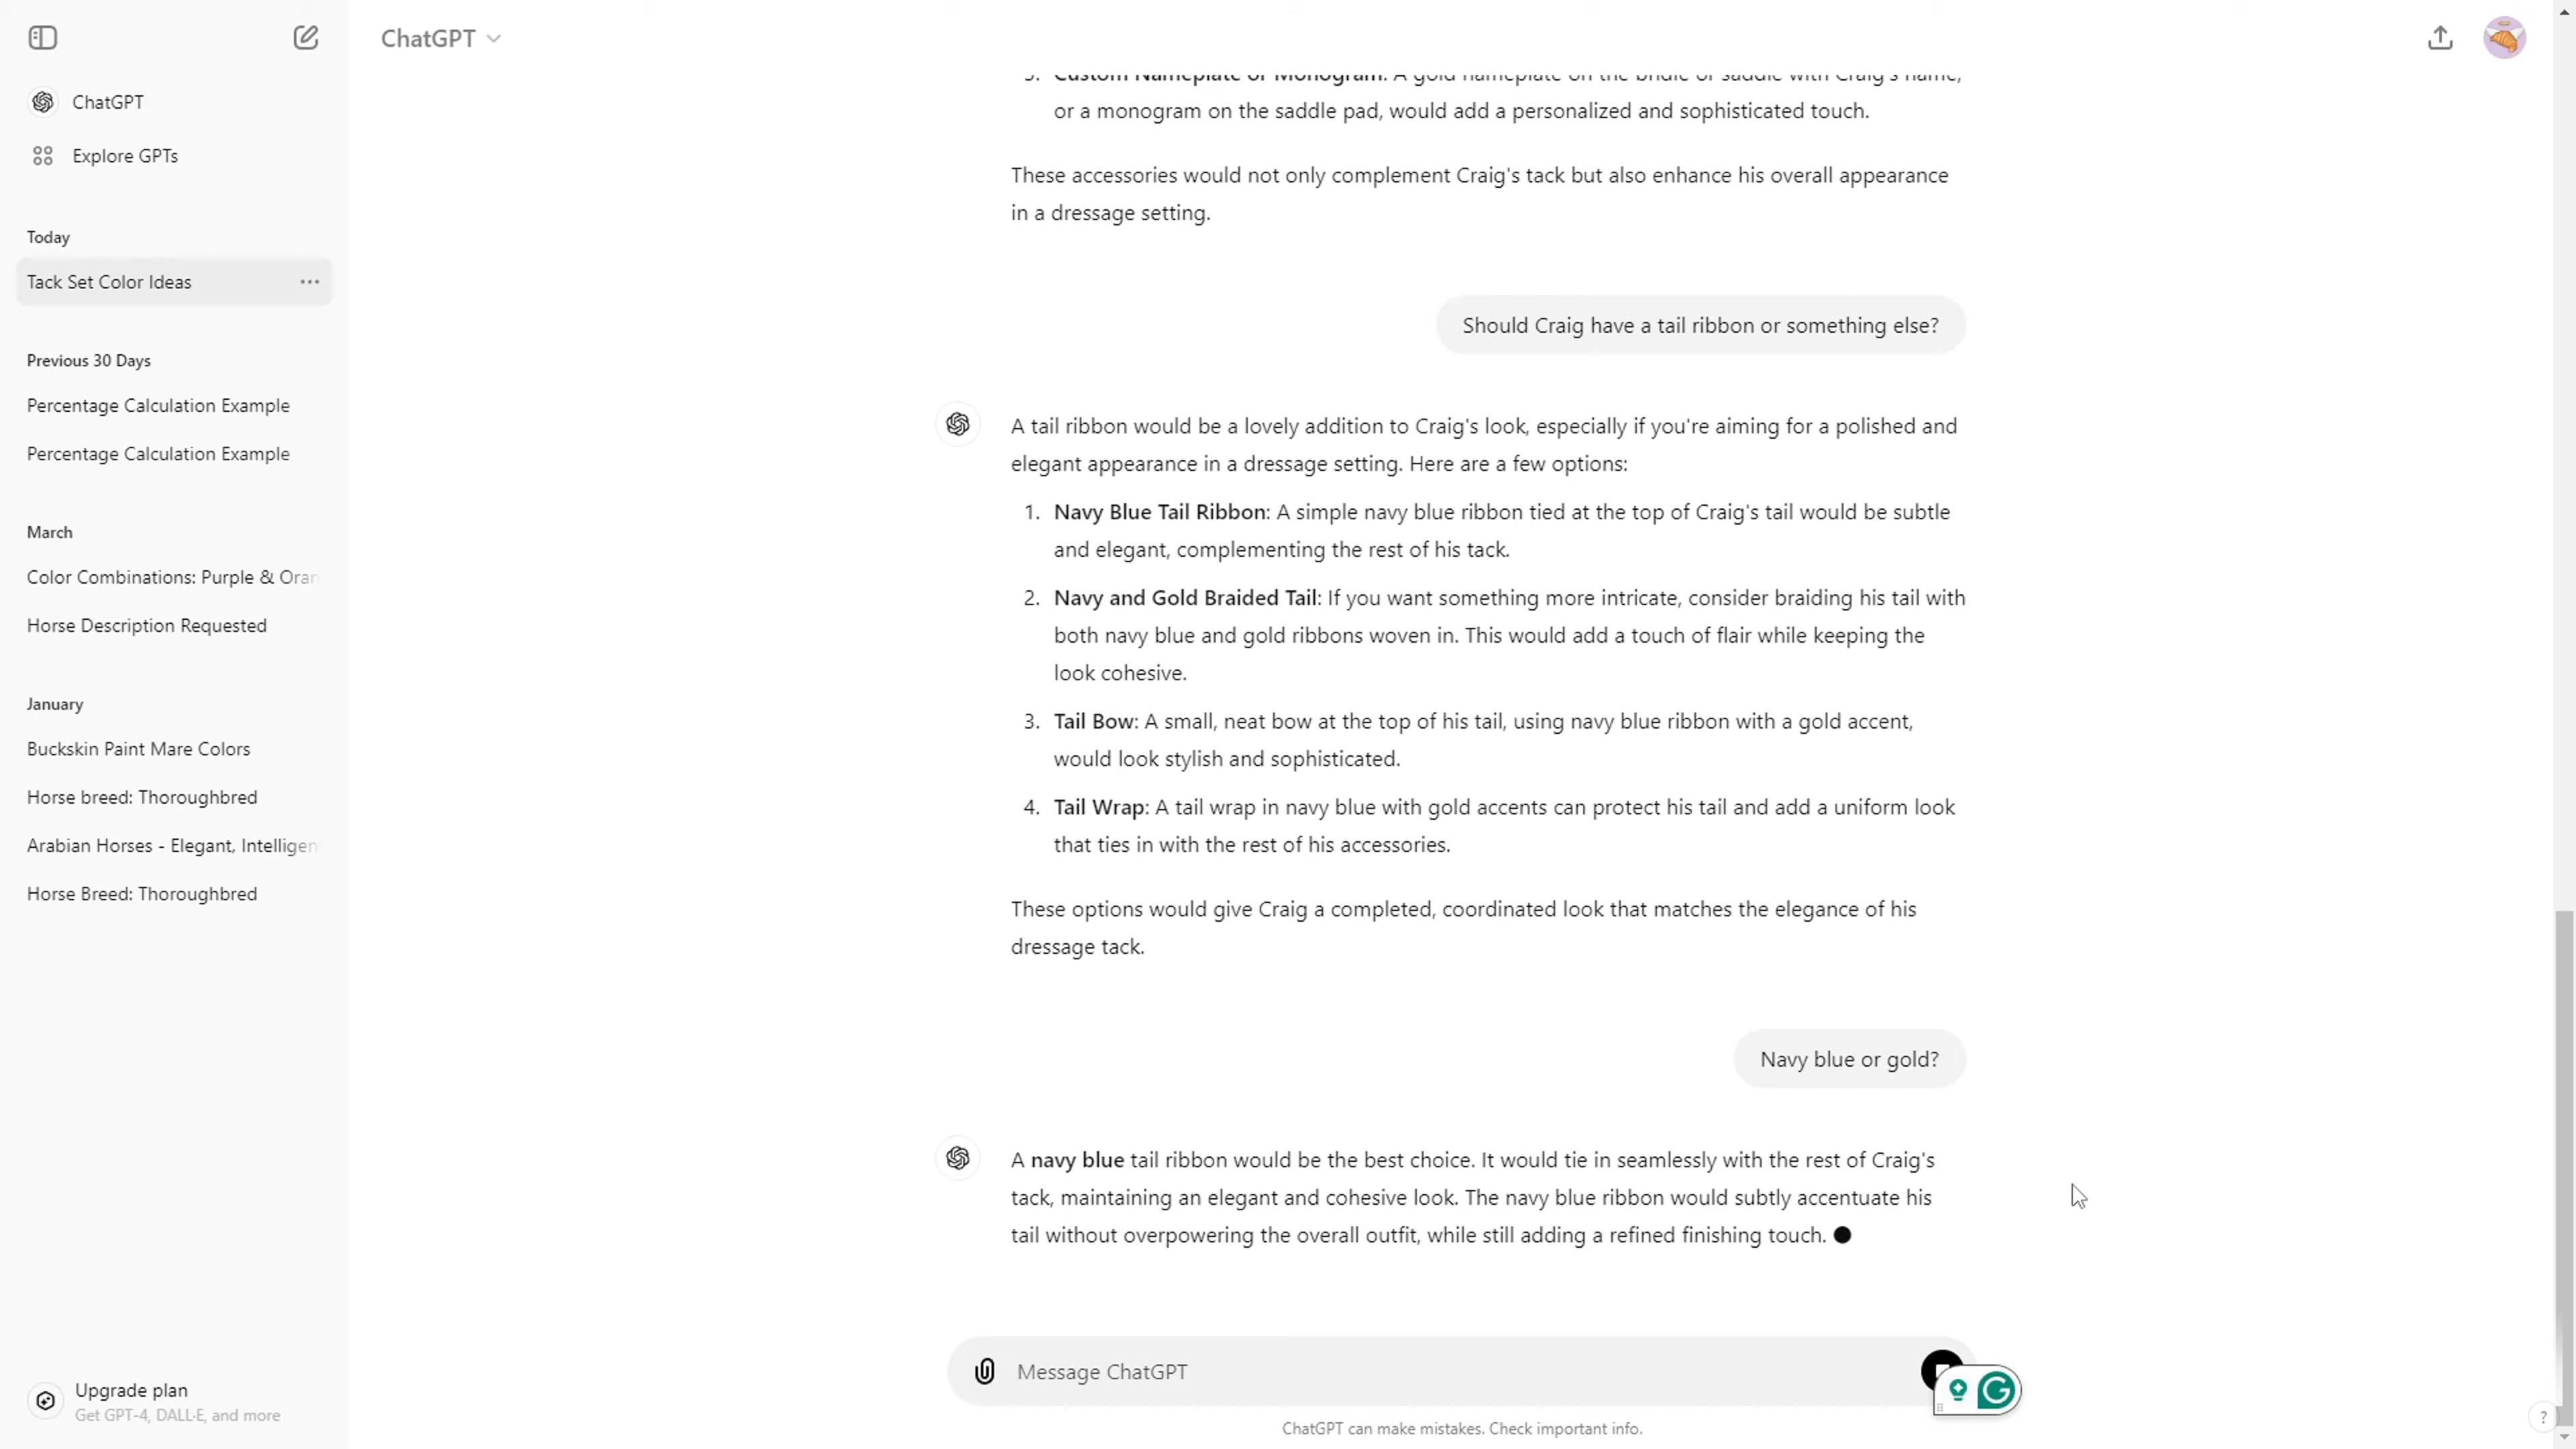 ChatGPT
ChatGPT
Explore GPTs
Today
Tack Set Color Ideas
Previous 30 Days
Percentage Calculation Example
Percentage Calculation Example
March
Color Combinations: Purple & Oran
Horse Description Requested
January
Buckskin Paint Mare Colors
Horse breed: Thoroughbred
Arabian Horses - Elegant, Intelligen
Horse Breed: Thoroughbred
Upgrade plan
Get GPT-4, DALL·E, and more
5. Custom Nameplate or Monogram: A gold nameplate on the bridle or saddle with Craig's name,
or a monogram on the saddle pad, would add a personalized and sophisticated touch.
These accessories would not only complement Craig's tack but also enhance his overall appearance
in a dressage setting.
Should Craig have a tail ribbon or something else?
A tail ribbon would be a lovely addition to Craig's look, especially if you're aiming for a polished and
elegant appearance in a dressage setting. Here are a few options:
1. Navy Blue Tail Ribbon: A simple navy blue ribbon tied at the top of Craig's tail would be subtle
and elegant, complementing the rest of his tack.
2. Navy and Gold Braided Tail: If you want something more intricate, consider braiding his tail with
both navy blue and gold ribbons woven in. This would add a touch of flair while keeping the
look cohesive.
3. Tail Bow: A small, neat bow at the top of his tail, using navy blue ribbon with a gold accent,
would look stylish and sophisticated.
4. Tail Wrap: A tail wrap in navy blue with gold accents can protect his tail and add a uniform look
that ties in with the rest of his accessories.
These options would give Craig a completed, coordinated look that matches the elegance of his
dressage tack.
Navy blue or gold?
A navy blue tail ribbon would be the best choice. It would tie in seamlessly with the rest of Craig's
tack, maintaining an elegant and cohesive look. The navy blue ribbon would subtly accentuate his
tail without overpowering the overall outfit, while still adding a refined finishing touch.
Message ChatGPT
ChatGPT can make mistakes. Check important info.
?